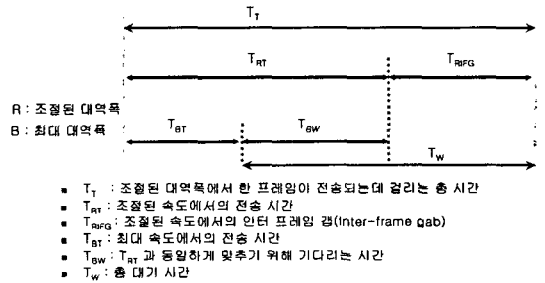 T_T
T_RT T_RIFG
R : 조절된 대역폭
B : 최대 대역폭
T_BT T_BW
T_W
▪ T_T : 조절된 대역폭에서 한 프레임이 전송되는데 걸리는 총 시간
▪ T_RT : 조절된 속도에서의 전송 시간
▪ T_RIFG : 조절된 속도에서의 인터 프레임 갭(Inter-frame gab)
▪ T_BT : 최대 속도에서의 전송 시간
▪ T_BW : T_RT 과 동일하게 맞추기 위해 기다리는 시간
▪ T_W : 총 대기 시간